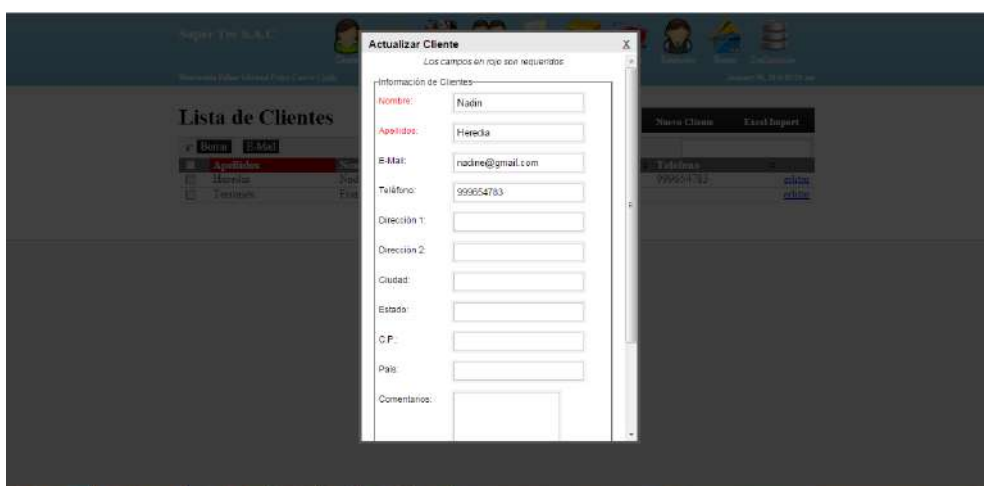 Actualizar Cliente X
Los campos en rojo son requeridos
Información de Clientes
Nombre: Nadin
Apellidos: Heredia
E-Mail: nadine@gmail.com
Teléfono: 999654783
Dirección 1:
Dirección 2:
Ciudad:
Estado:
C.P.:
País:
Comentarios:
Lista de Clientes
Nuevo Cliente Excel Import
Borrar E-Mail
Apellidos Teléfono
Heredia 999654783 editar
editar